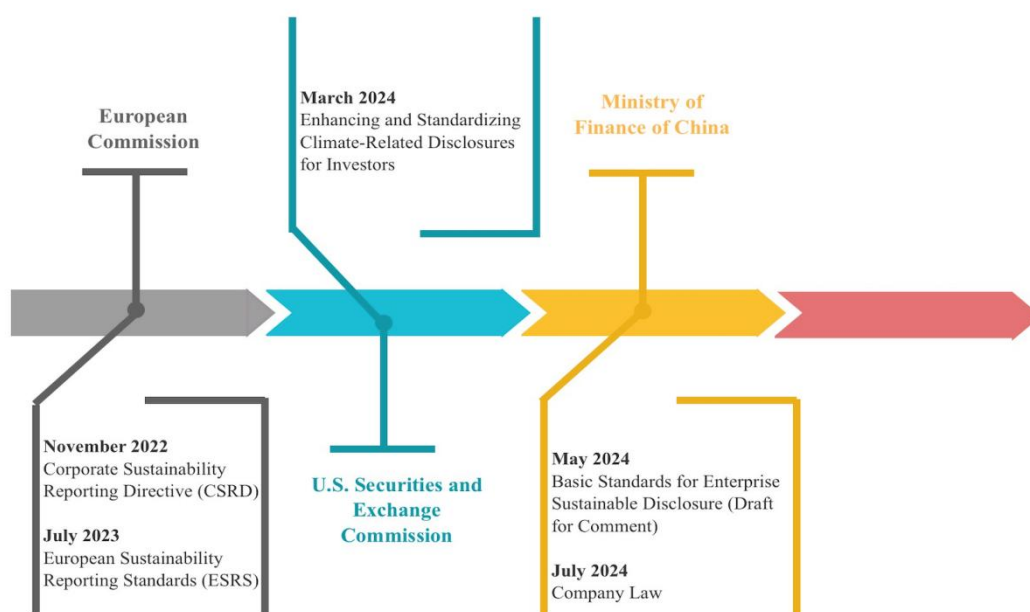 European
Commission
November 2022
Corporate Sustainability
Reporting Directive (CSRD)
July 2023
European Sustainability
Reporting Standards (ESRS)
March 2024
Enhancing and Standardizing
Climate-Related Disclosures
for Investors
U.S. Securities and
Exchange
Commission
Ministry of
Finance of China
May 2024
Basic Standards for Enterprise
Sustainable Disclosure (Draft
for Comment)
July 2024
Company Law